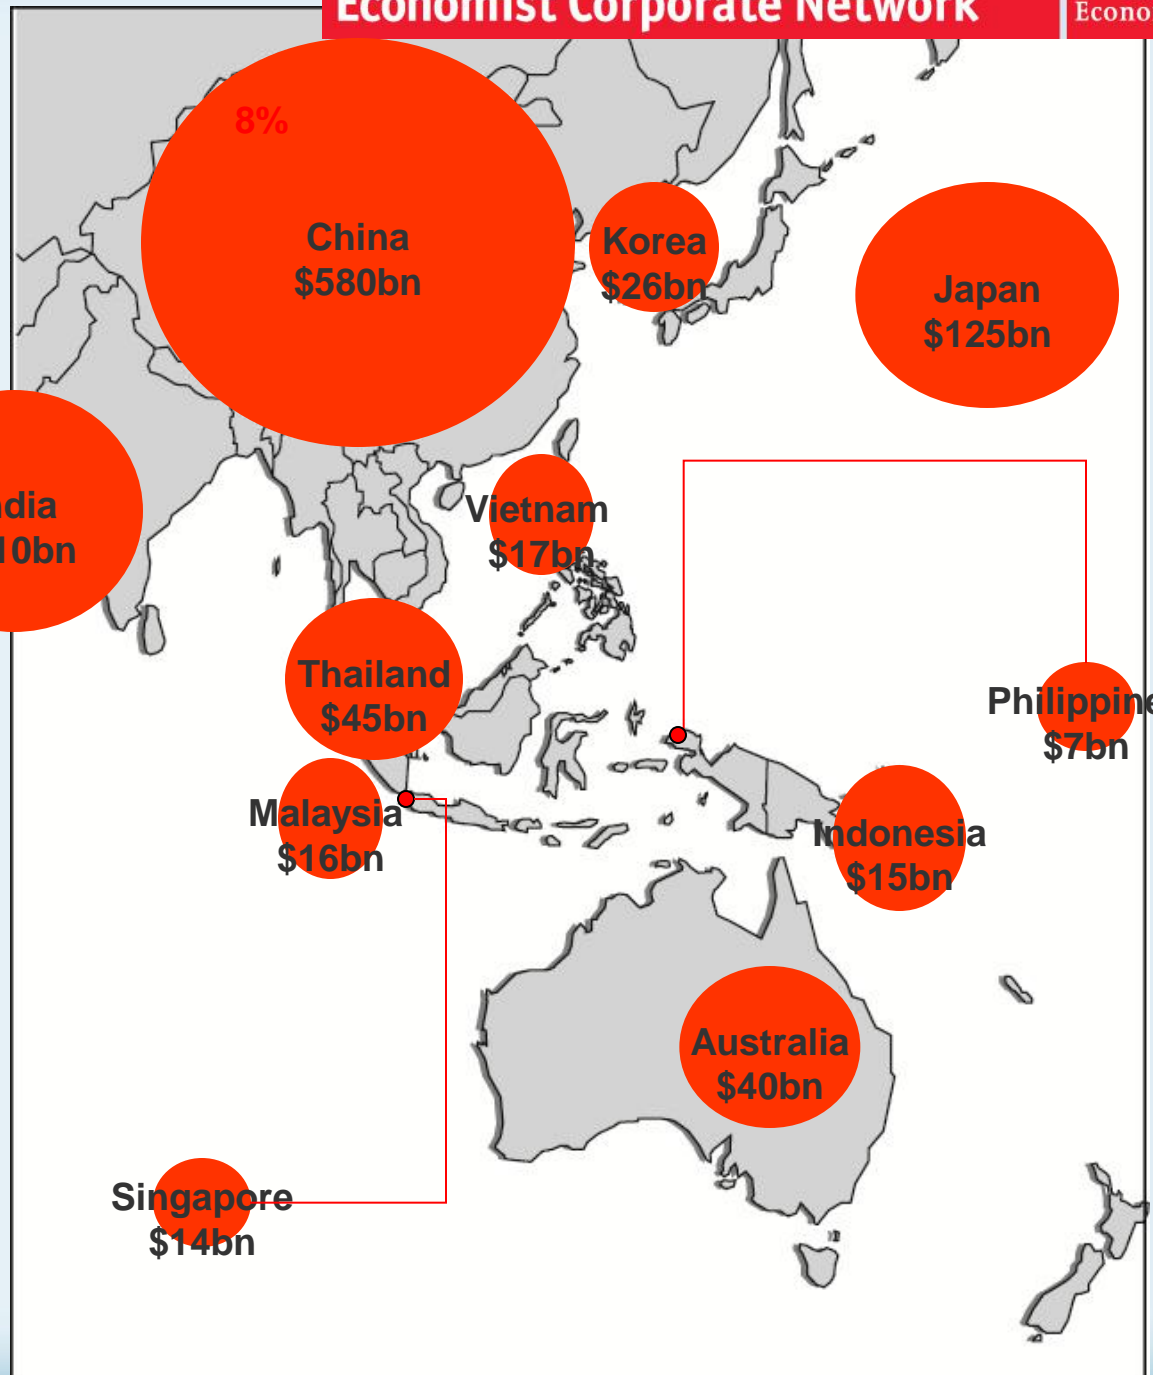 Economist Corporate Network
Econo
8%
China
$580bn
Korea
$26bn
Japan
$125bn
ndia
10bn
Vietnam
$17bn
Thailand
$45bn
Philippine
$7bn
Malaysia
$16bn
Indonesia
$15bn
Australia
$40bn
Singapore
$14bn